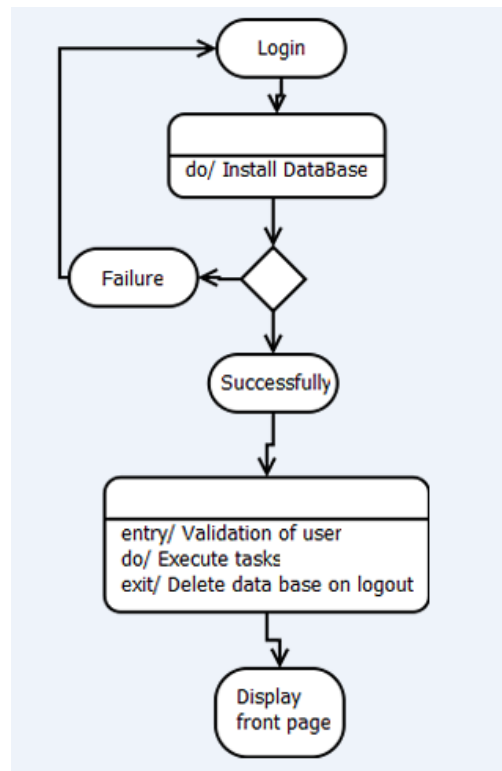 Login
do/ Install DataBase
Failure
Successfully
entry/ Validation of user
do/ Execute tasks
exit/ Delete data base on logout
Display
front page